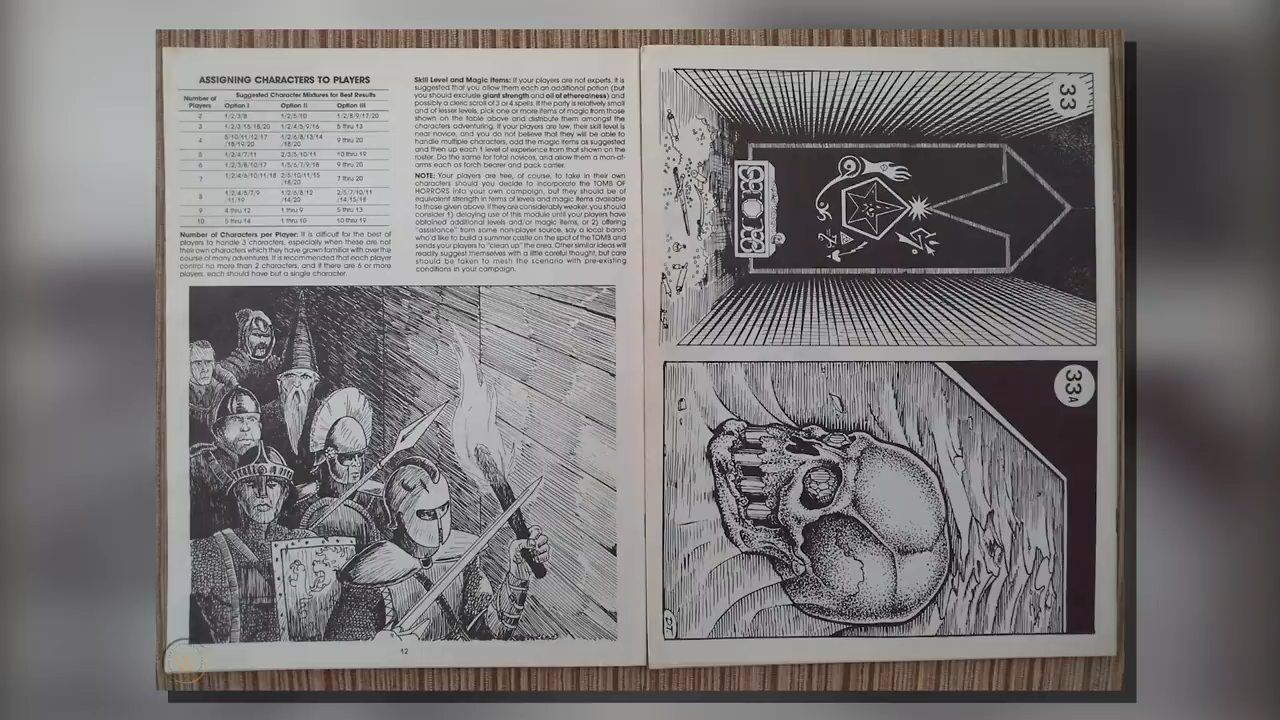 ASSIGNING CHARACTERS TO PLAYERS
Number of Players
Suggested Character Mixtures for Best Results
Option I Option II Option III
2 1/2/3/8 1/2/5/10 1/2/8/9/17/20
3 1/2/3/15/18/20 1/2/4/5/9/16 5 thru 13
4 5/10/11/12/17/18/19/20 1/2/6/8/13/14/18/20 9 thru 20
5 1/2/4/7/11 2/3/5/10/11 10 thru 19
6 1/2/3/8/10/17 1/5/6/7/9/18 9 thru 20
7 1/2/4/6/10/11/18 2/5/10/11/15/18/20 7 thru 20
8 1/2/4/5/7/9/11/19 1/2/6/8/12/14/20 2/5/7/10/11/14/15/18
9 4 thru 12 1 thru 9 5 thru 13
10 5 thru 14 1 thru 10 10 thru 19
Number of Characters per Player: It is difficult for the best of
players to handle 3 characters, especially when these are not
their own characters which they have grown familiar with over the
course of many adventures. It is recommended that each player
control no more than 2 characters, and if there are 6 or more
players, each should have but a single character.
Skill Level and Magic Items: If your players are not experts, it is
suggested that you allow them each an additional potion (but
you should exclude giant strength and oil of etherealness) and
possibly a cleric scroll of 3 or 4 spells. If the party is relatively small
and of lesser levels, pick one or more items of magic from those
shown on the table above and distribute them amongst the
characters adventuring. If your players are few, their skill level is
near novice, and you do not believe that they will be able to
handle multiple characters, add the magic items as suggested
and then up each 1 level of experience from that shown on the
roster. Do the same for total novices, and allow them a man-at-
arms each as torch bearer and pack carrier.
NOTE: Your players are free, of course, to take in their own
characters should you decide to incorporate the TOMB OF
HORRORS into your own campaign, but they should be of
equivalent strength in terms of levels and magic items available
to those given above. If they are considerably weaker, you should
consider 1) delaying use of this module until your players have
obtained additional levels and/or magic items, or 2) offering
"assistance" from some non-player source, say a local baron
who'd like to build a summer castle on the spot of the TOMB and
sends your players to "clean up" the area. Other similar ideas will
readily suggest themselves with a little careful thought, but care
should be taken to mesh the scenario with pre-existing
conditions in your campaign.
12
33
33A
DT